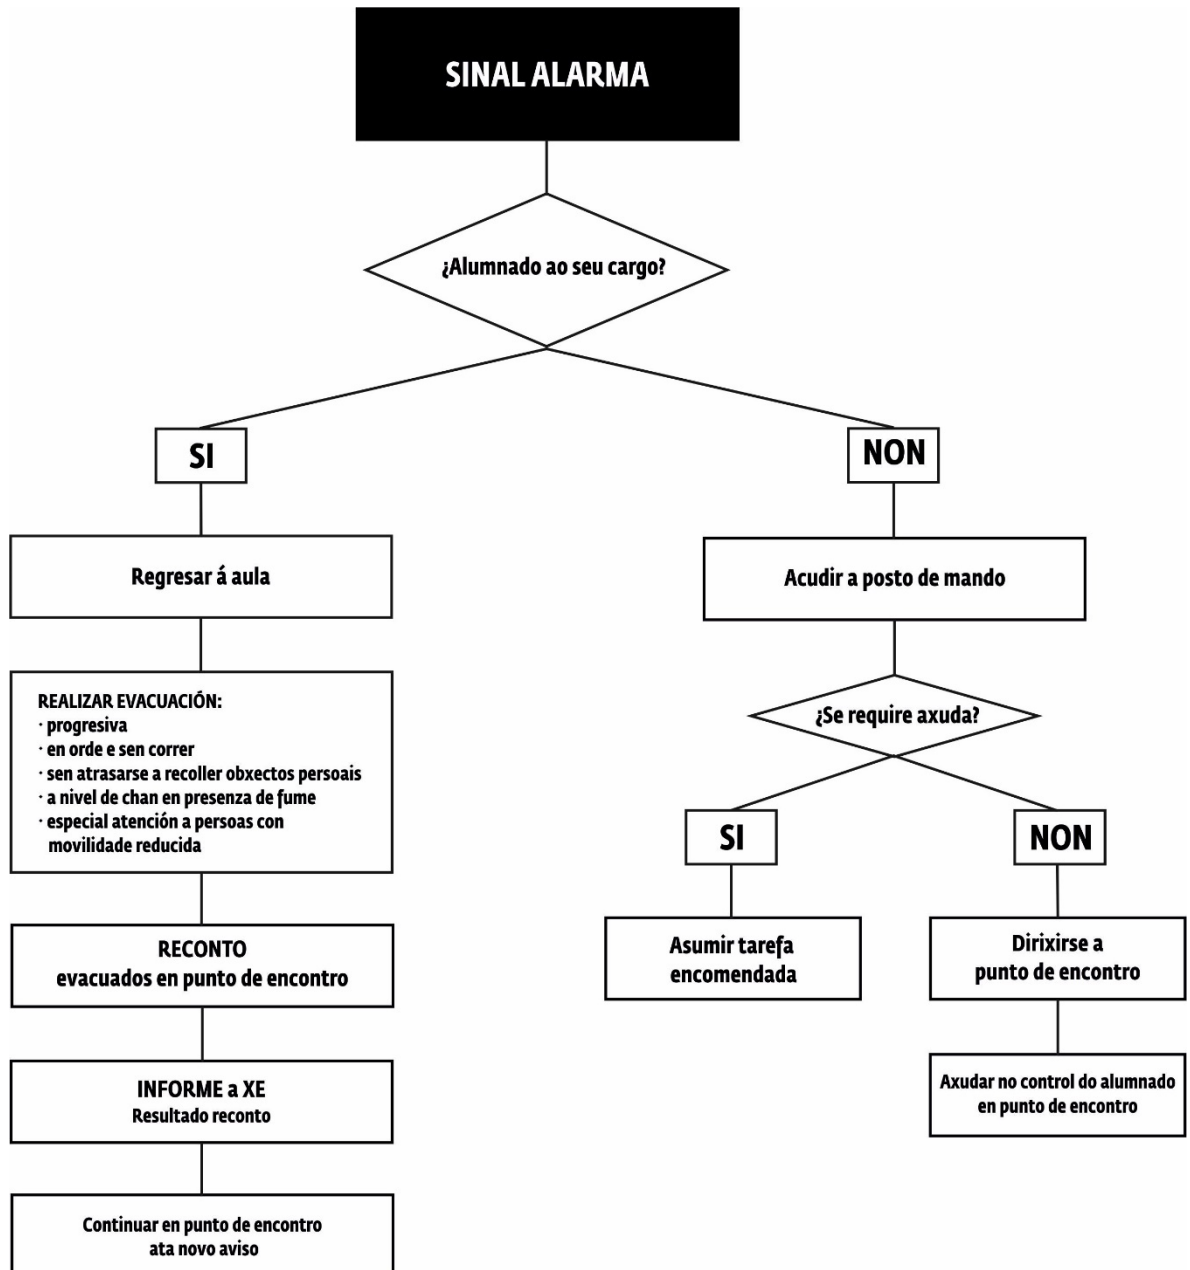 SINAL ALARMA
¿Alumnado ao seu cargo?
SI
Regresar á aula
REALIZAR EVACUACIÓN:
· progresiva
· en orde e sen correr
· sen atrasarse a recoller obxectos persoais
· a nivel de chan en presenza de fume
· especial atención a persoas con
movilidade reducida
RECONTO
evacuados en punto de encontro
INFORME a XE
Resultado reconto
Continuar en punto de encontro
ata novo aviso
NON
Acudir a posto de mando
¿Se require axuda?
SI
Asumir tarefa
encomendada
NON
Dirixirse a
punto de encontro
Axudar no control do alumnado
en punto de encontro